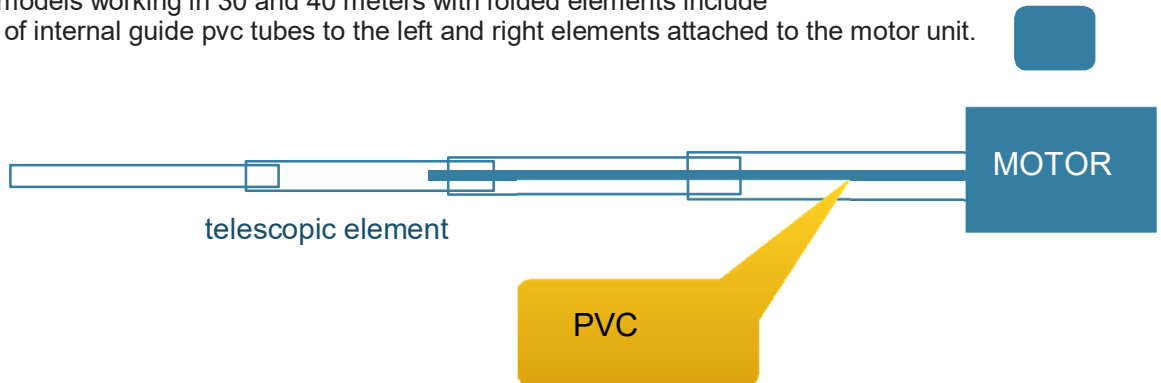 models working in 30 and 40 meters with folded elements include
of internal guide pvc tubes to the left and right elements attached to the motor unit.
MOTOR
telescopic element
PVC